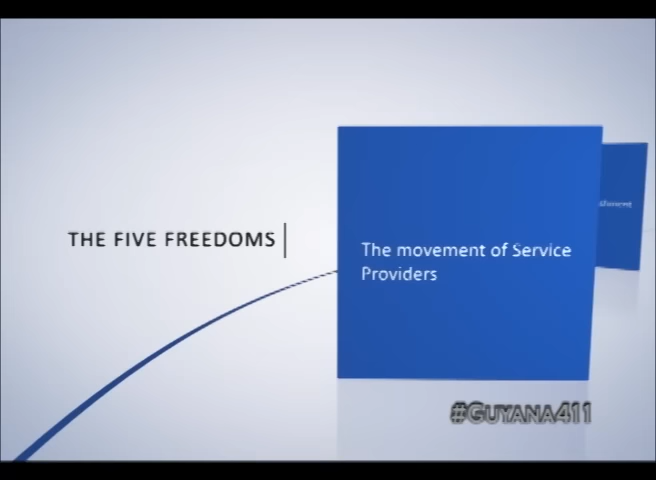 THE FIVE FREEDOMS
The movement of Service
Providers
#GUYANA411